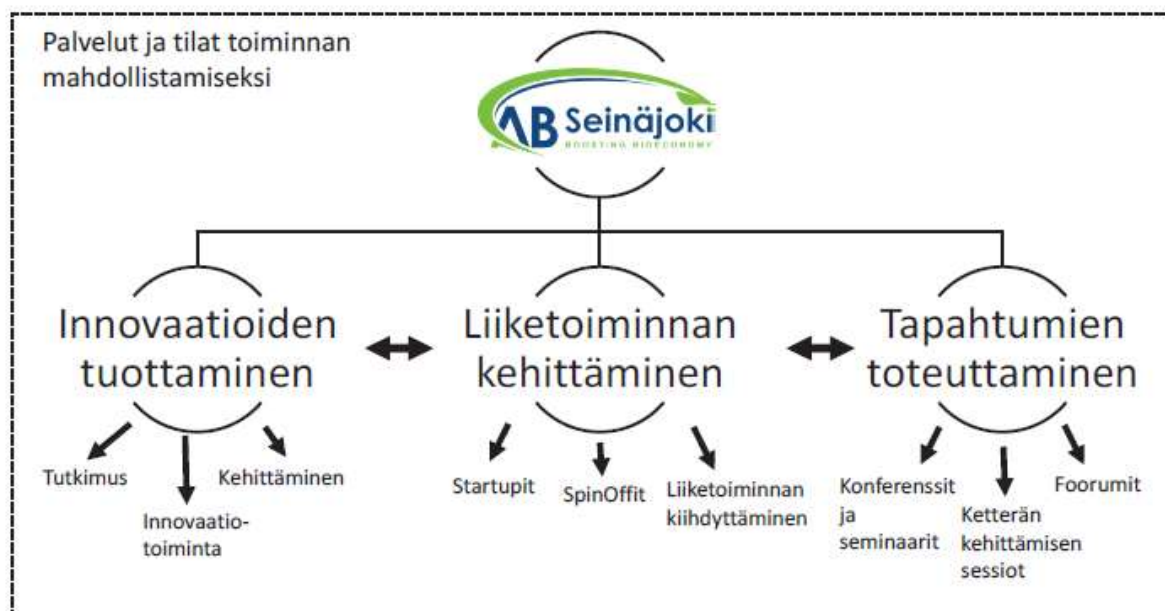 Palvelut ja tilat toiminnan
mahdollistamiseksi
AB Seinäjoki
BOOSTING BIOECONOMY
Innovaatioiden
tuottaminen
Liiketoiminnan
kehittäminen
Tapahtumien
toteuttaminen
Tutkimus
Innovaatio-
toiminta
Kehittäminen
Startupit
SpinOffit
Liiketoiminnan
kiihdyttäminen
Konferenssit
ja
seminaarit
Ketterän
kehittämisen
sessiot
Foorumit